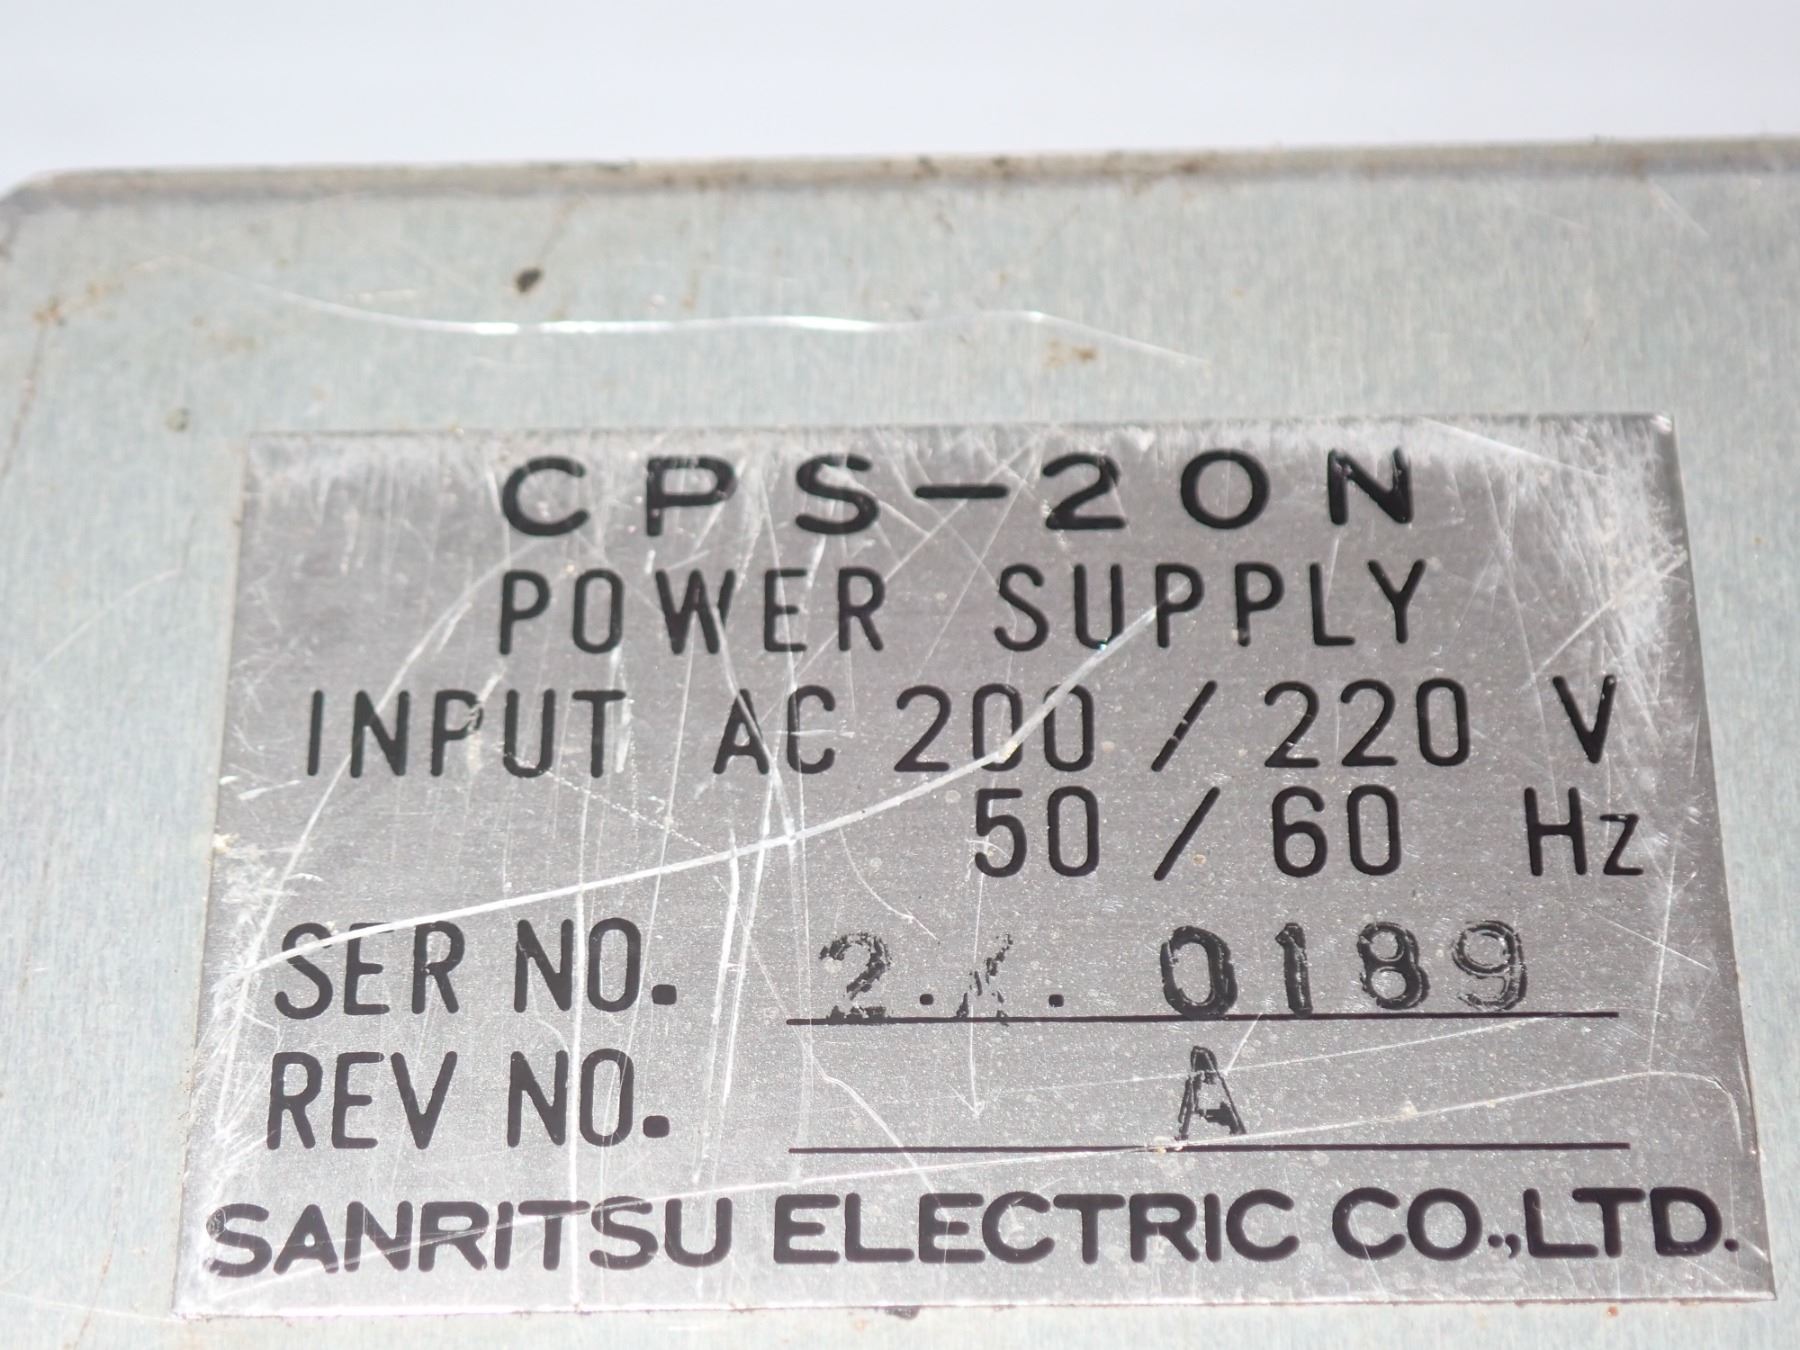 CPS-20N
POWER SUPPLY
INPUT AC 200 / 220 V
50 / 60 Hz
SER NO. 0189
REV NO. A
SANRITSU ELECTRIC CO.,LTD.